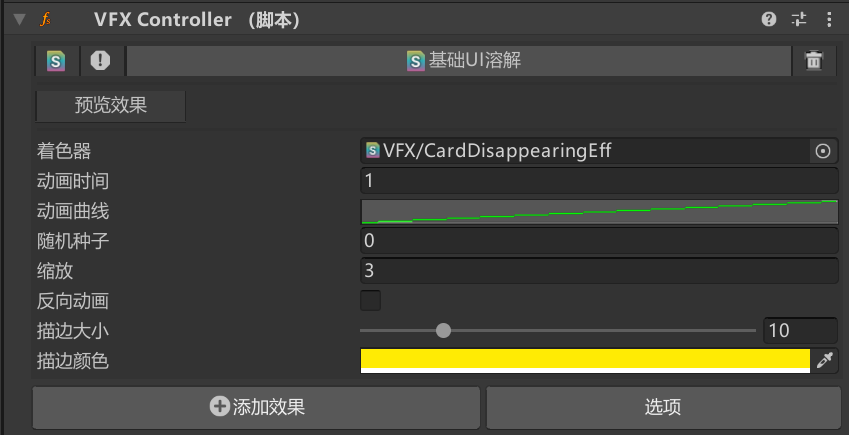 VFX Controller （脚本）
基础UI溶解
预览效果
着色器 VFX/CardDisappearingEff
动画时间 1
动画曲线
随机种子 0
缩放 3
反向动画
描边大小 10
描边颜色
添加效果 选项